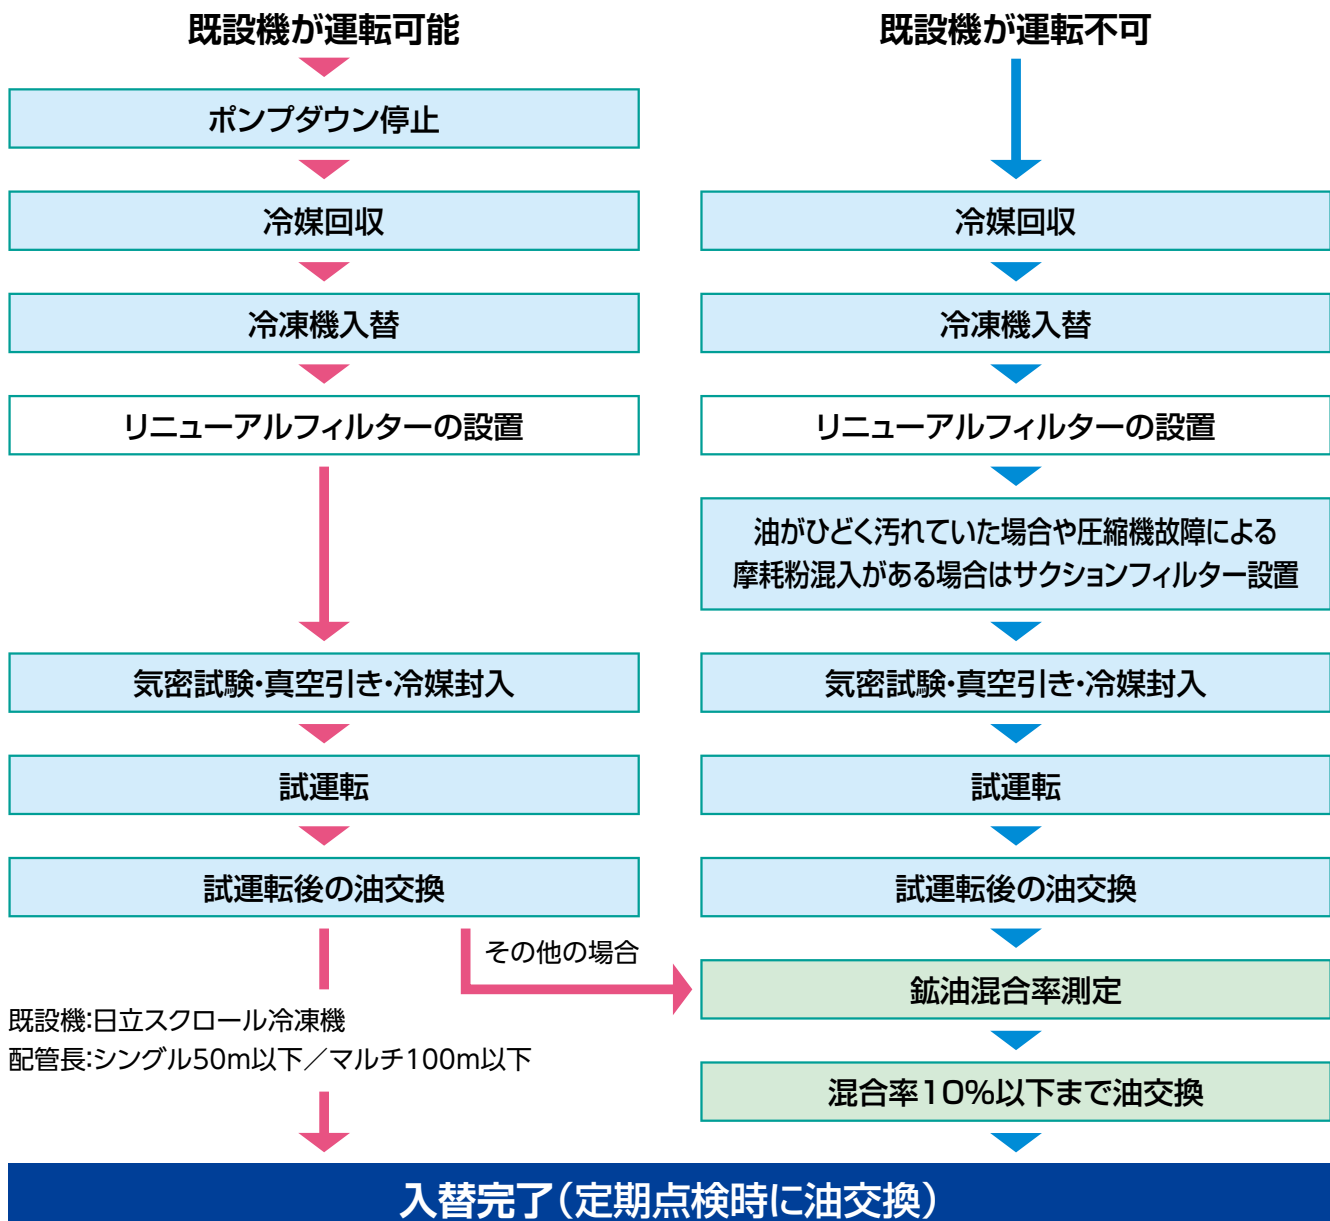 既設機が運転可能
ポンプダウン停止
冷媒回収
冷凍機入替
リニューアルフィルターの設置
気密試験・真空引き・冷媒封入
試運転
試運転後の油交換
その他の場合
既設機:日立スクロール冷凍機
配管長:シングル50m以下／マルチ100m以下
既設機が運転不可
冷媒回収
冷凍機入替
リニューアルフィルターの設置
油がひどく汚れていた場合や圧縮機故障による
摩耗粉混入がある場合はサクションフィルター設置
気密試験・真空引き・冷媒封入
試運転
試運転後の油交換
鉱油混合率測定
混合率10%以下まで油交換
入替完了(定期点検時に油交換)